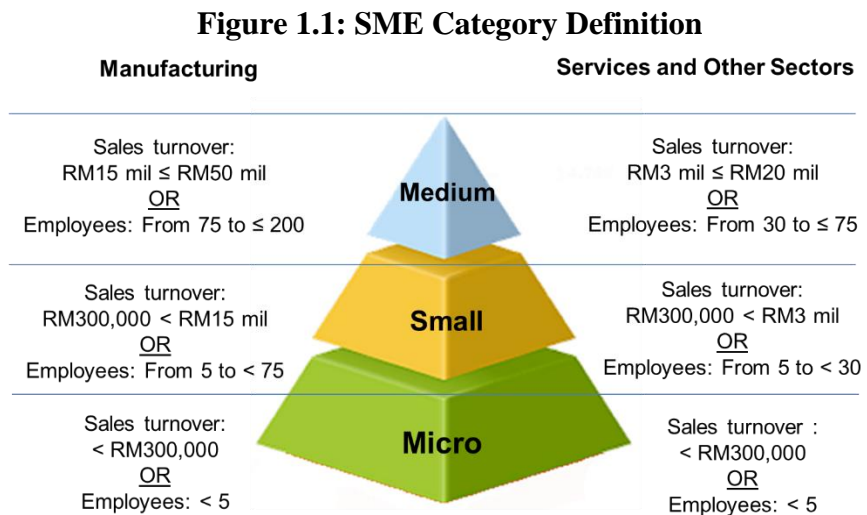 Figure 1.1: SME Category Definition
Manufacturing
Services and Other Sectors
Sales turnover:
RM15 mil ≤ RM50 mil
OR
Employees: From 75 to ≤ 200
Medium
Sales turnover:
RM3 mil ≤ RM20 mil
OR
Employees: From 30 to ≤ 75
Sales turnover:
RM300,000 < RM15 mil
OR
Employees: From 5 to < 75
Small
Sales turnover:
RM300,000 < RM3 mil
OR
Employees: From 5 to < 30
Sales turnover:
< RM300,000
OR
Employees: < 5
Micro
Sales turnover :
< RM300,000
OR
Employees: < 5